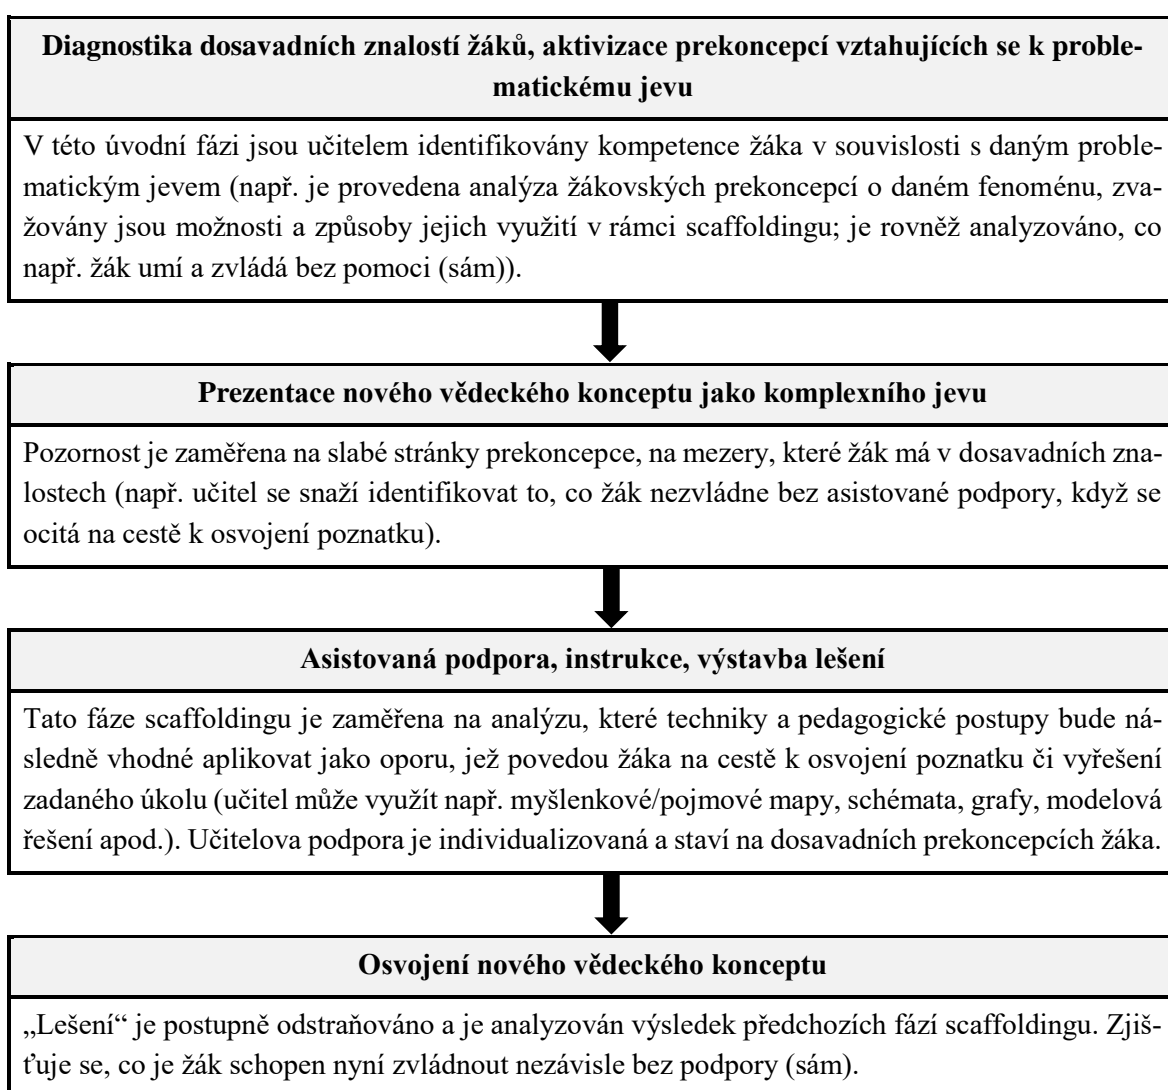 Diagnostika dosavadních znalostí žáků, aktivizace prekoncepcí vztahujících se k proble-
matickému jevu
V této úvodní fázi jsou učitelem identifikovány kompetence žáka v souvislosti s daným proble-
matickým jevem (např. je provedena analýza žákovských prekoncepcí o daném fenoménu, zva-
žovány jsou možnosti a způsoby jejich využití v rámci scaffoldingu; je rovněž analyzováno, co
např. žák umí a zvládá bez pomoci (sám)).
Prezentace nového vědeckého konceptu jako komplexního jevu
Pozornost je zaměřena na slabé stránky prekoncepce, na mezery, které žák má v dosavadních zna-
lostech (např. učitel se snaží identifikovat to, co žák nezvládne bez asistované podpory, když se
ocitá na cestě k osvojení poznatku).
Asistovaná podpora, instrukce, výstavba lešení
Tato fáze scaffoldingu je zaměřena na analýzu, které techniky a pedagogické postupy bude ná-
sledně vhodné aplikovat jako oporu, jež povedou žáka na cestě k osvojení poznatku či vyřešení
zadaného úkolu (učitel může využít např. myšlenkové/pojmové mapy, schémata, grafy, modelová
řešení apod.). Učitelova podpora je individualizovaná a staví na dosavadních prekoncepcích žáka.
Osvojení nového vědeckého konceptu
„Lešení“ je postupně odstraňováno a je analyzován výsledek předchozích fází scaffoldingu. Zjiš-
ťuje se, co je žák schopen nyní zvládnout nezávisle bez podpory (sám).